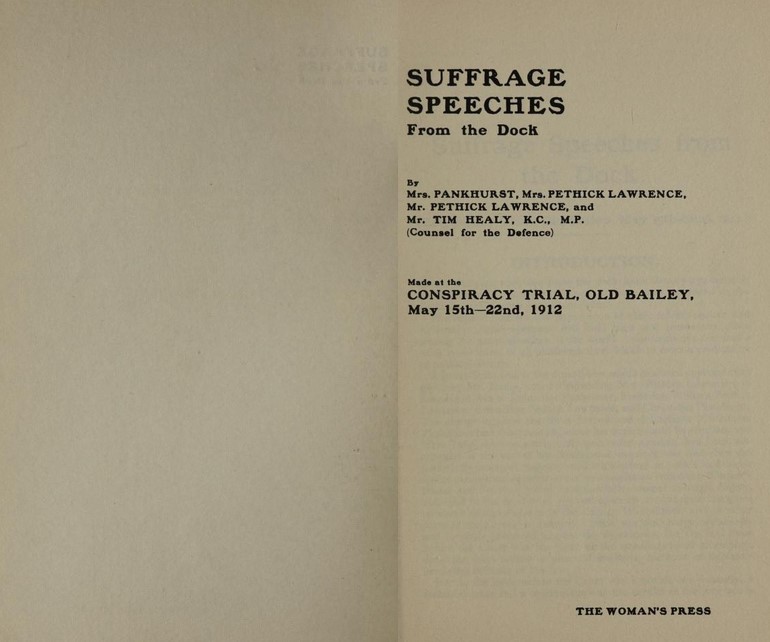 SUFFRAGE
SPEECHES
From the Dock
By
Mrs. PANKHURST, Mrs. PETHICK LAWRENCE,
Mr. PETHICK LAWRENCE, and
Mr. TIM HEALY, K.C., M.P.
(Counsel for the Defence)
Made at the
CONSPIRACY TRIAL, OLD BAILEY,
May 15th—22nd, 1912
THE WOMAN'S PRESS